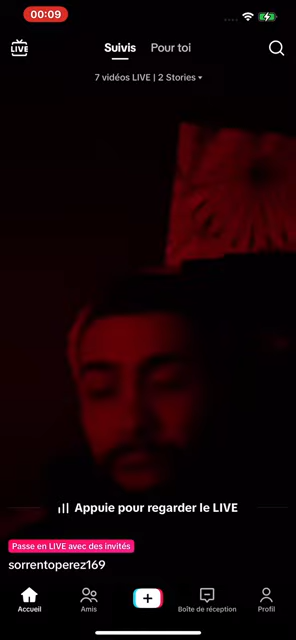 00:09
LIVE
Suivis Pour toi
7 vidéos LIVE | 2 Stories
Appuie pour regarder le LIVE
Passe en LIVE avec des invités
sorrentoperez169
Accueil Amis Boîte de réception Profil